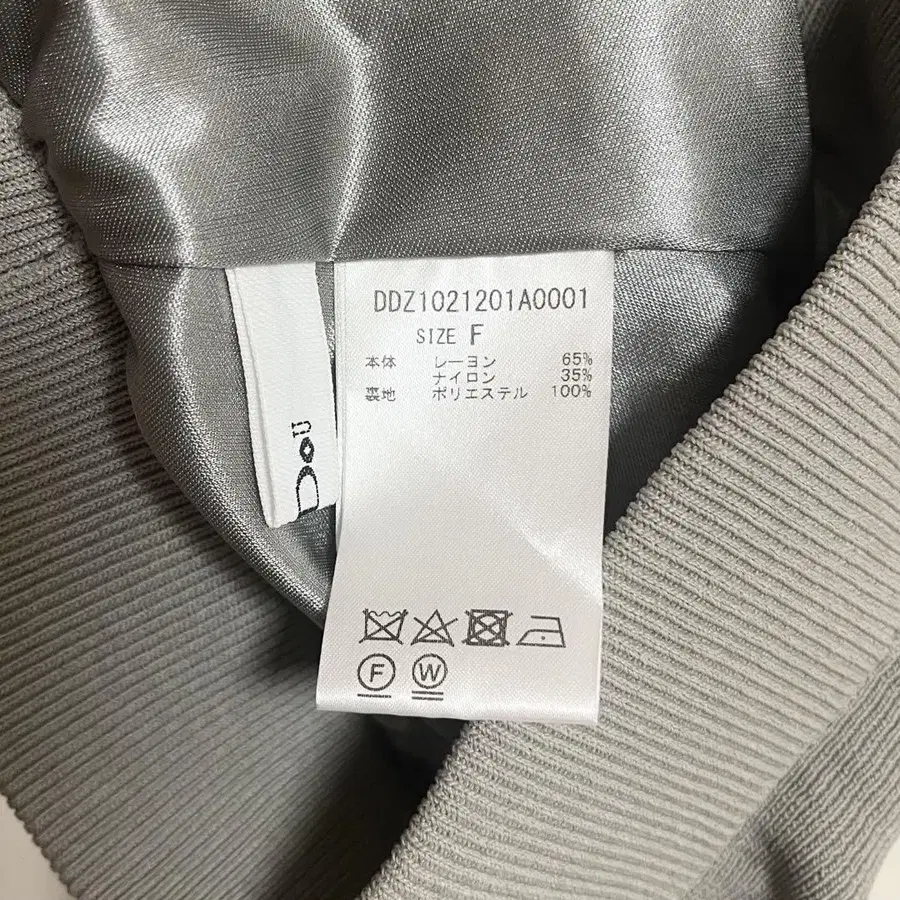 DDZ1021201A0001
SIZE F
本体 レーヨン 65%
ナイロン 35%
裏地 ポリエステル 100%
F W